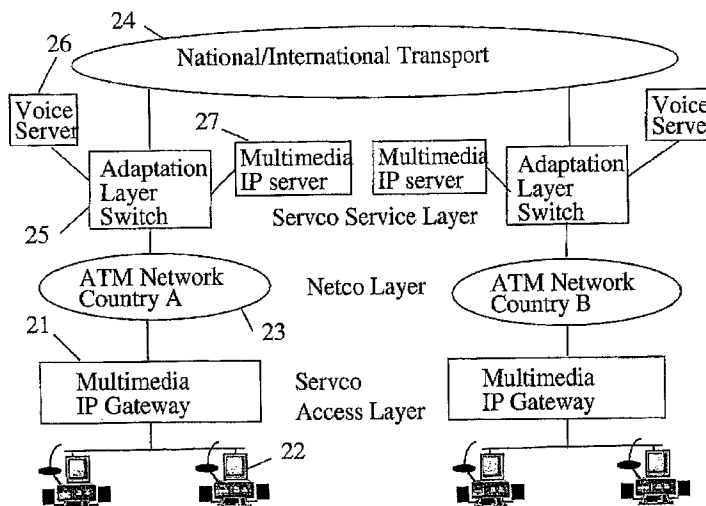 24
26
National/International Transport
Voice
Server
27
Voice
Server
Multimedia
IP server
Multimedia
IP server
Adaptation
Layer
Switch
Adaptation
Layer
Switch
25
Servco Service Layer
ATM Network
Country A
Netco Layer
ATM Network
Country B
21
23
Multimedia
IP Gateway
Servco
Access Layer
Multimedia
IP Gateway
22